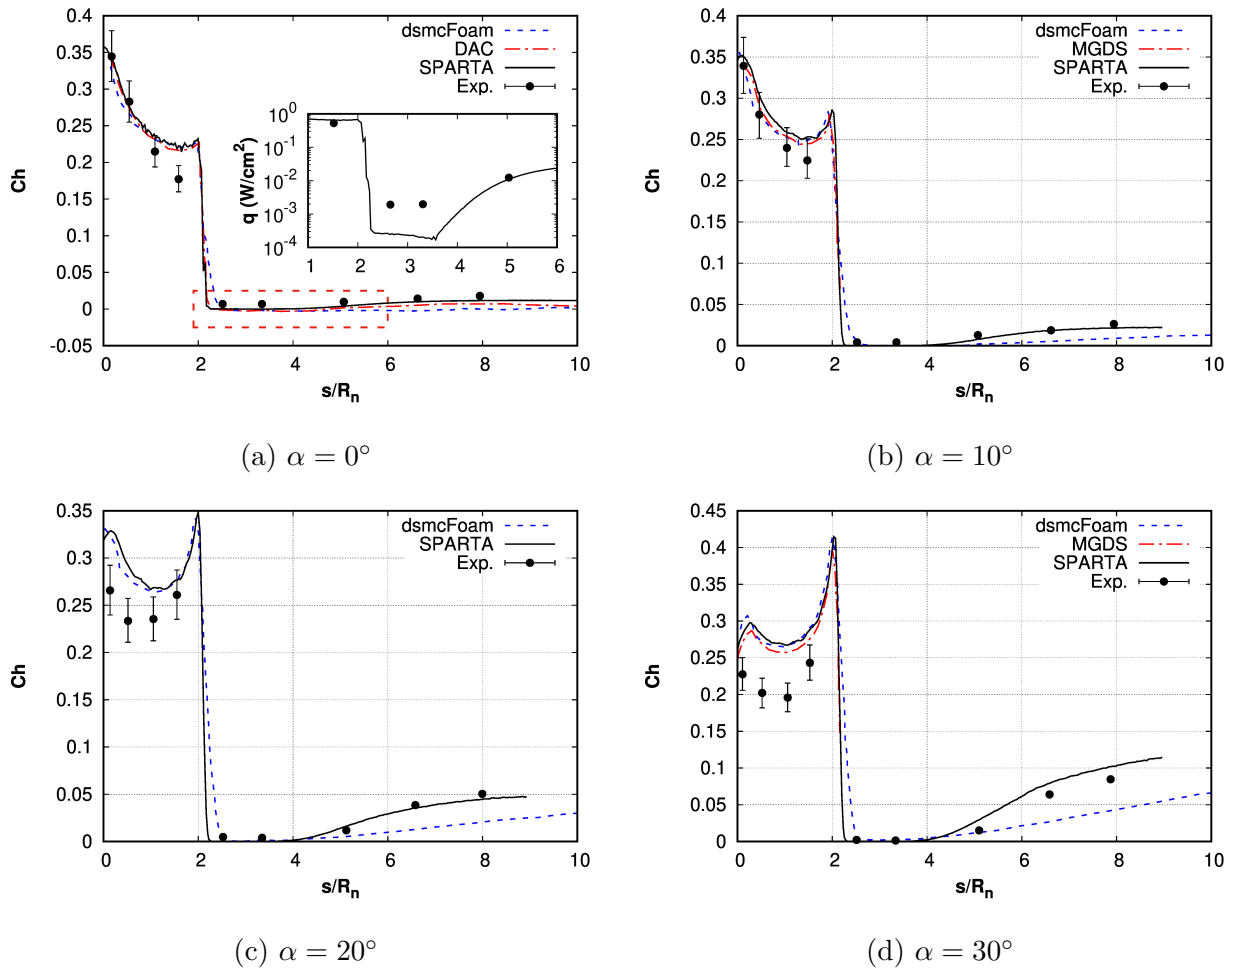 0.4
0.35
0.3
0.25
0.2
0.15
0.1
0.05
0
-0.05
Ch
dsmcFoam
DAC
SPARTA
Exp.
10^0
10^-1
10^-2
10^-3
10^-4
q (W/cm^2)
1 2 3 4 5 6
0 2 4 6 8 10
s/R_n
(a) α = 0°
0.4
0.35
0.3
0.25
0.2
0.15
0.1
0.05
0
Ch
dsmcFoam
MGDS
SPARTA
Exp.
0 2 4 6 8 10
s/R_n
(b) α = 10°
0.35
0.3
0.25
0.2
0.15
0.1
0.05
0
Ch
dsmcFoam
SPARTA
Exp.
0 2 4 6 8 10
s/R_n
(c) α = 20°
0.45
0.4
0.35
0.3
0.25
0.2
0.15
0.1
0.05
0
Ch
dsmcFoam
MGDS
SPARTA
Exp.
0 2 4 6 8 10
s/R_n
(d) α = 30°